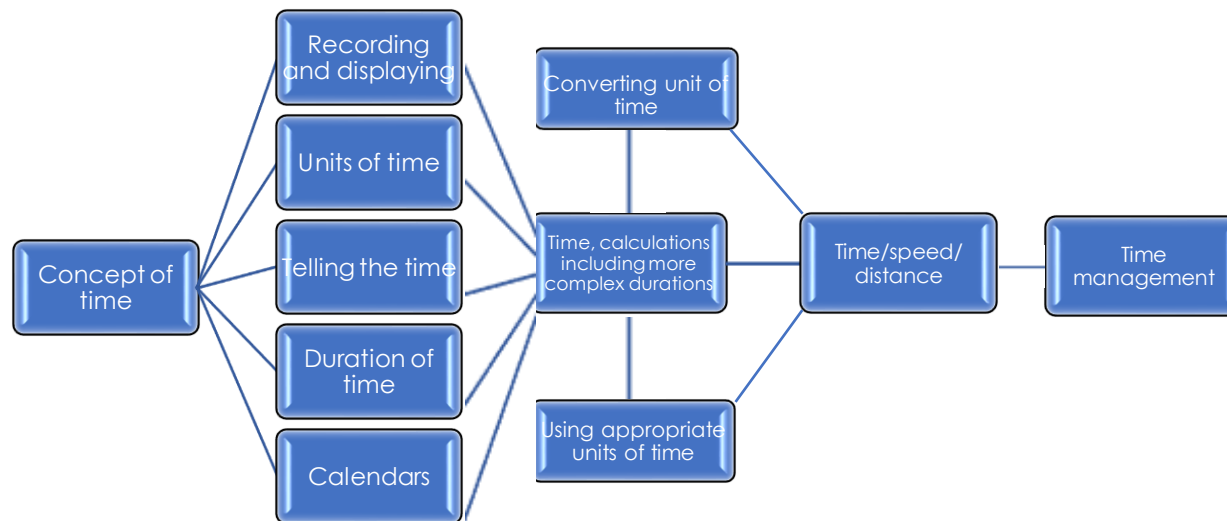 Concept of
time
Recording
and displaying
Units of time
Telling the time
Duration of
time
Calendars
Converting unit of
time
Time, calculations
including more
complex durations
Using appropriate
units of time
Time/speed/
distance
Time
management